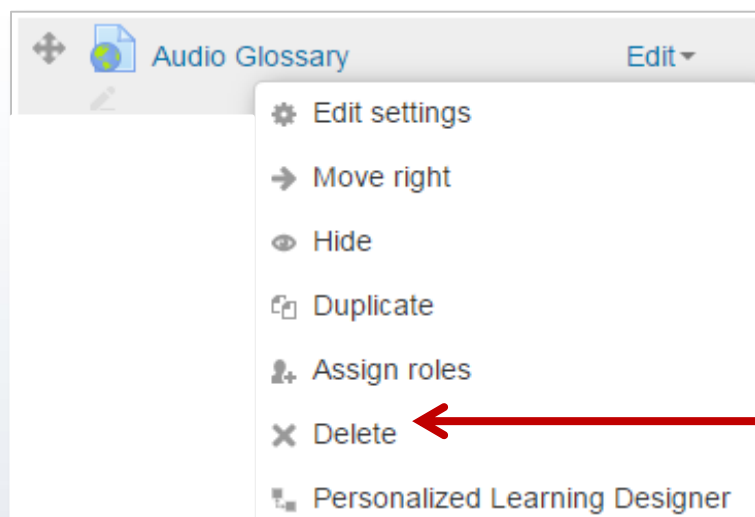 Audio Glossary Edit
Edit settings
Move right
Hide
Duplicate
Assign roles
Delete
Personalized Learning Designer